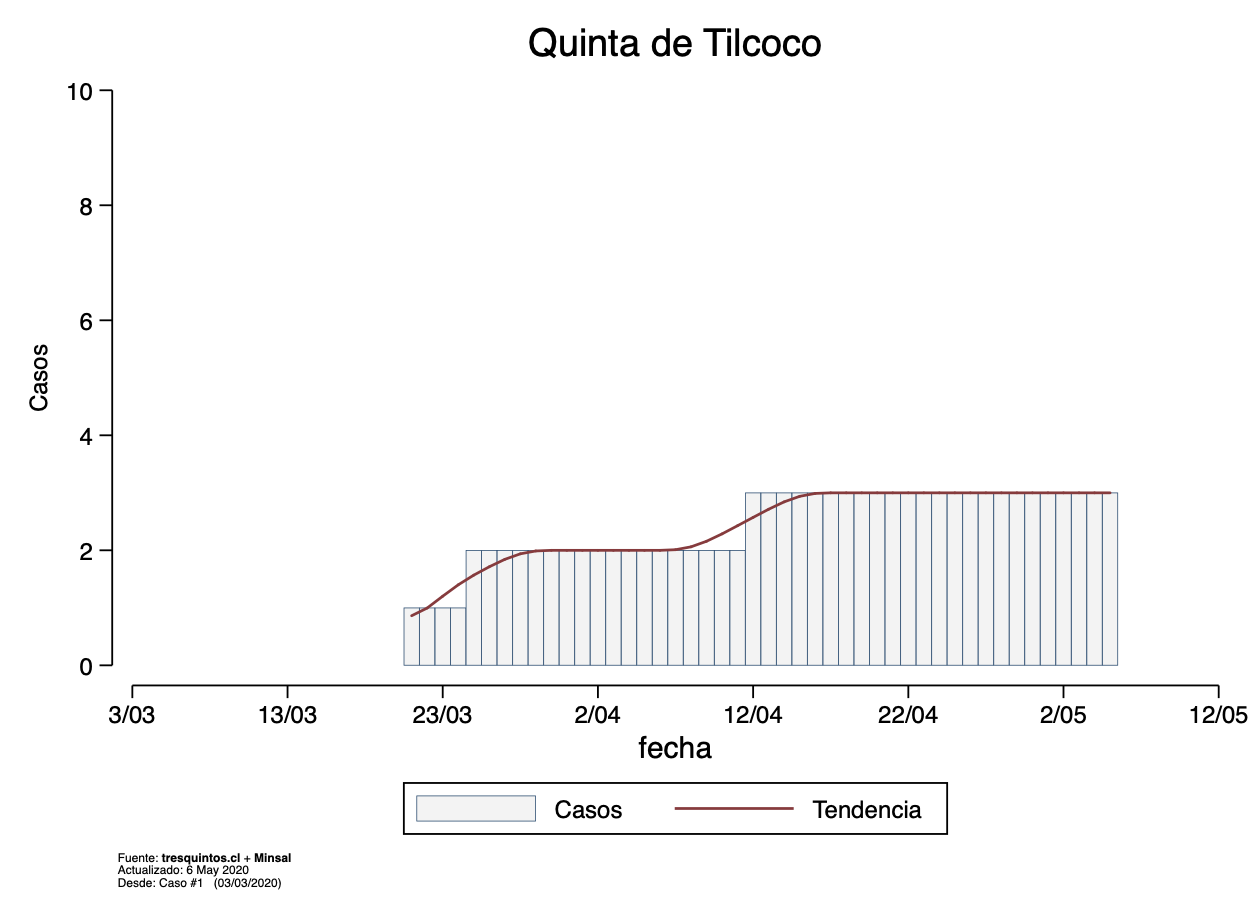 Quinta de Tilcoco
10
8
6
4
2
0
Casos
3/03 13/03 23/03 2/04 12/04 22/04 2/05 12/05
fecha
Casos Tendencia
Fuente: tresquintos.cl + Minsal
Actualizado: 6 May 2020
Desde: Caso #1 (03/03/2020)